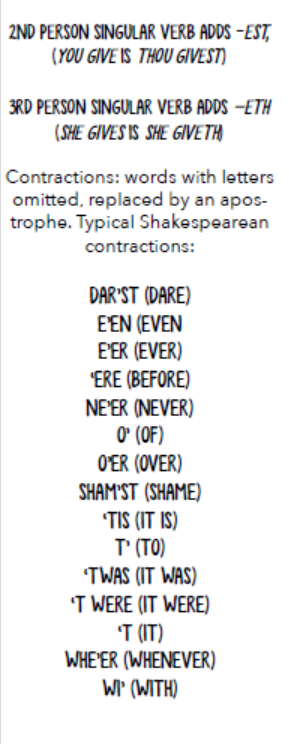 2ND PERSON SINGULAR VERB ADDS –EST,
(YOU GIVE IS THOU GIVEST)
3RD PERSON SINGULAR VERB ADDS –ETH
(SHE GIVES IS SHE GIVETH)
Contractions: words with letters
omitted, replaced by an apos-
trophe. Typical Shakespearean
contractions:
DAR'ST (DARE)
E'EN (EVEN
E'ER (EVER)
'ERE (BEFORE)
NE'ER (NEVER)
O' (OF)
O'ER (OVER)
SHAM'ST (SHAME)
'TIS (IT IS)
T' (TO)
'TWAS (IT WAS)
'T WERE (IT WERE)
'T (IT)
WHE'ER (WHENEVER)
WI' (WITH)